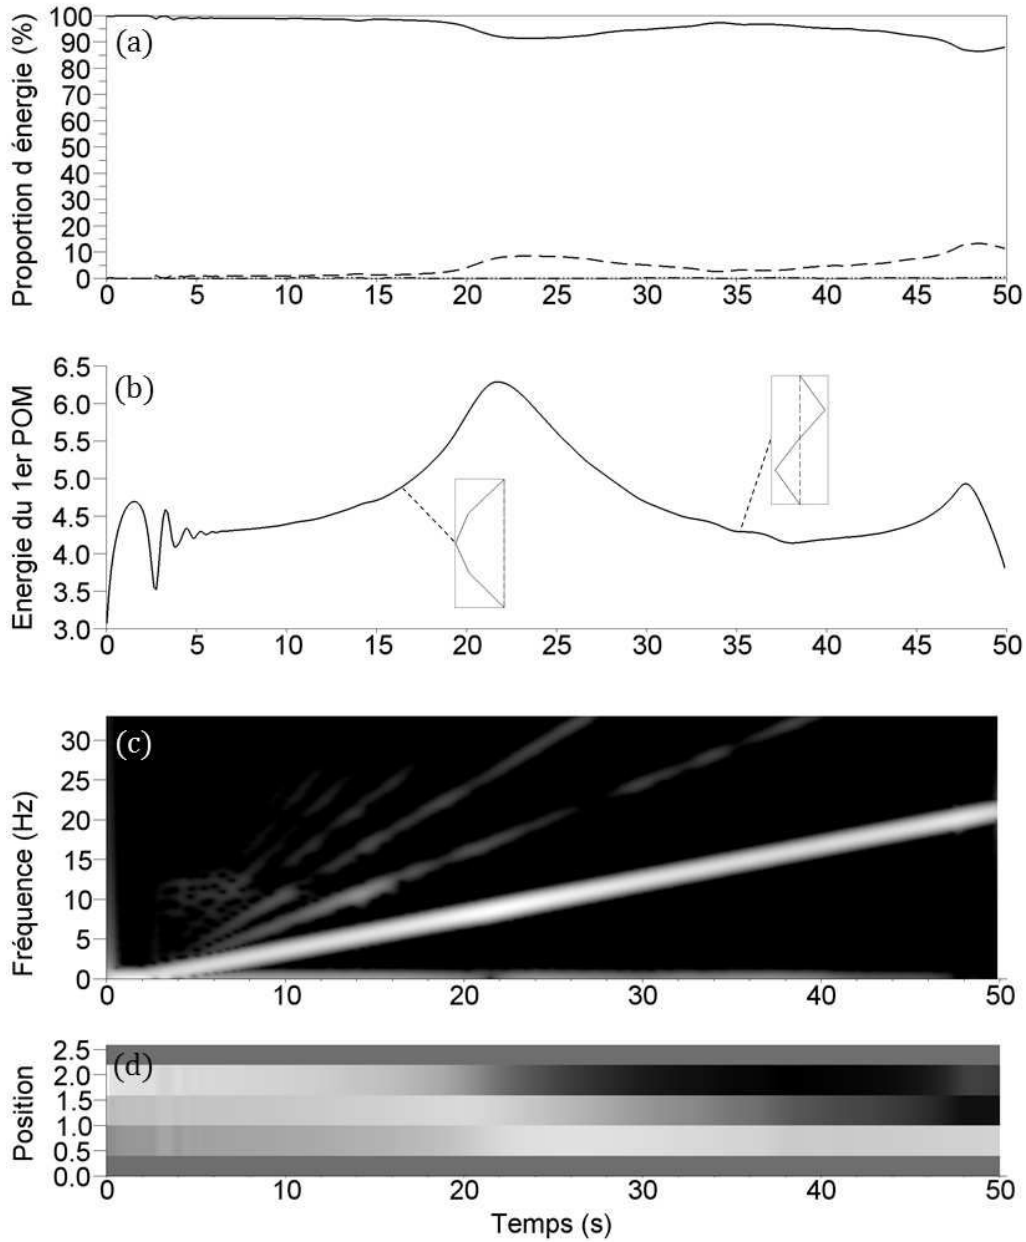 Proportion d énergie (%)
100
90
80
70
60
50
40
30
20
10
0
(a)
0 5 10 15 20 25 30 35 40 45 50
Energie du 1er POM
6.5
6.0
5.5
5.0
4.5
4.0
3.5
3.0
(b)
0 5 10 15 20 25 30 35 40 45 50
Fréquence (Hz)
30
25
20
15
10
5
0
(c)
0 10 20 30 40 50
Position
2.5
2.0
1.5
1.0
0.5
0.0
(d)
0 10 20 30 40 50
Temps (s)